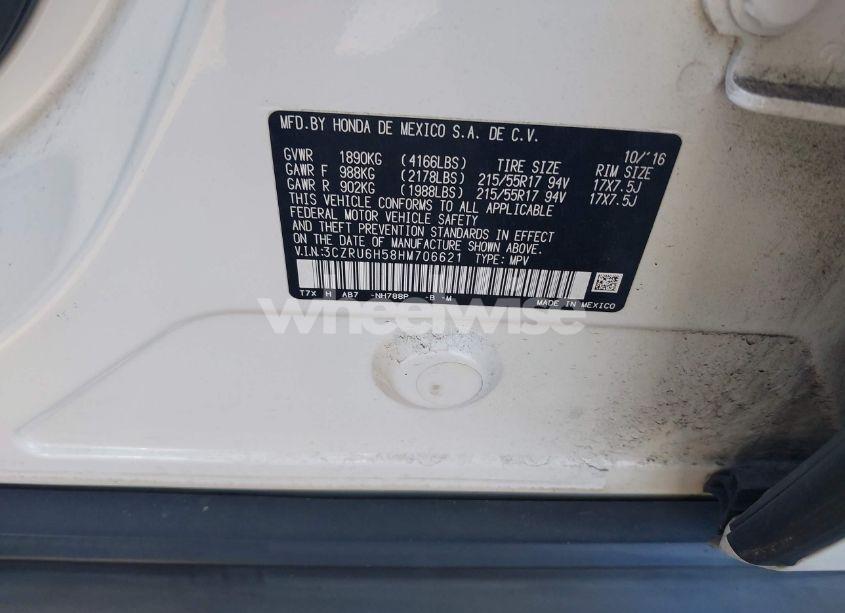 MFD.BY HONDA DE MEXICO S.A. DE C.V.
10/'16
GVWR 1890KG (4166LBS) TIRE SIZE RIM SIZE
GAWR F 988KG (2178LBS) 215/55R17 94V 17X7.5J
GAWR R 902KG (1988LBS) 215/55R17 94V 17X7.5J
THIS VEHICLE CONFORMS TO ALL APPLICABLE
FEDERAL MOTOR VEHICLE SAFETY
AND THEFT PREVENTION STANDARDS IN EFFECT
ON THE DATE OF MANUFACTURE SHOWN ABOVE.
V.I.N:3CZRU6H58HM706621 TYPE: MPV
T7X H AB7 -NH788P -B -M
MADE IN MEXICO
wheelwise